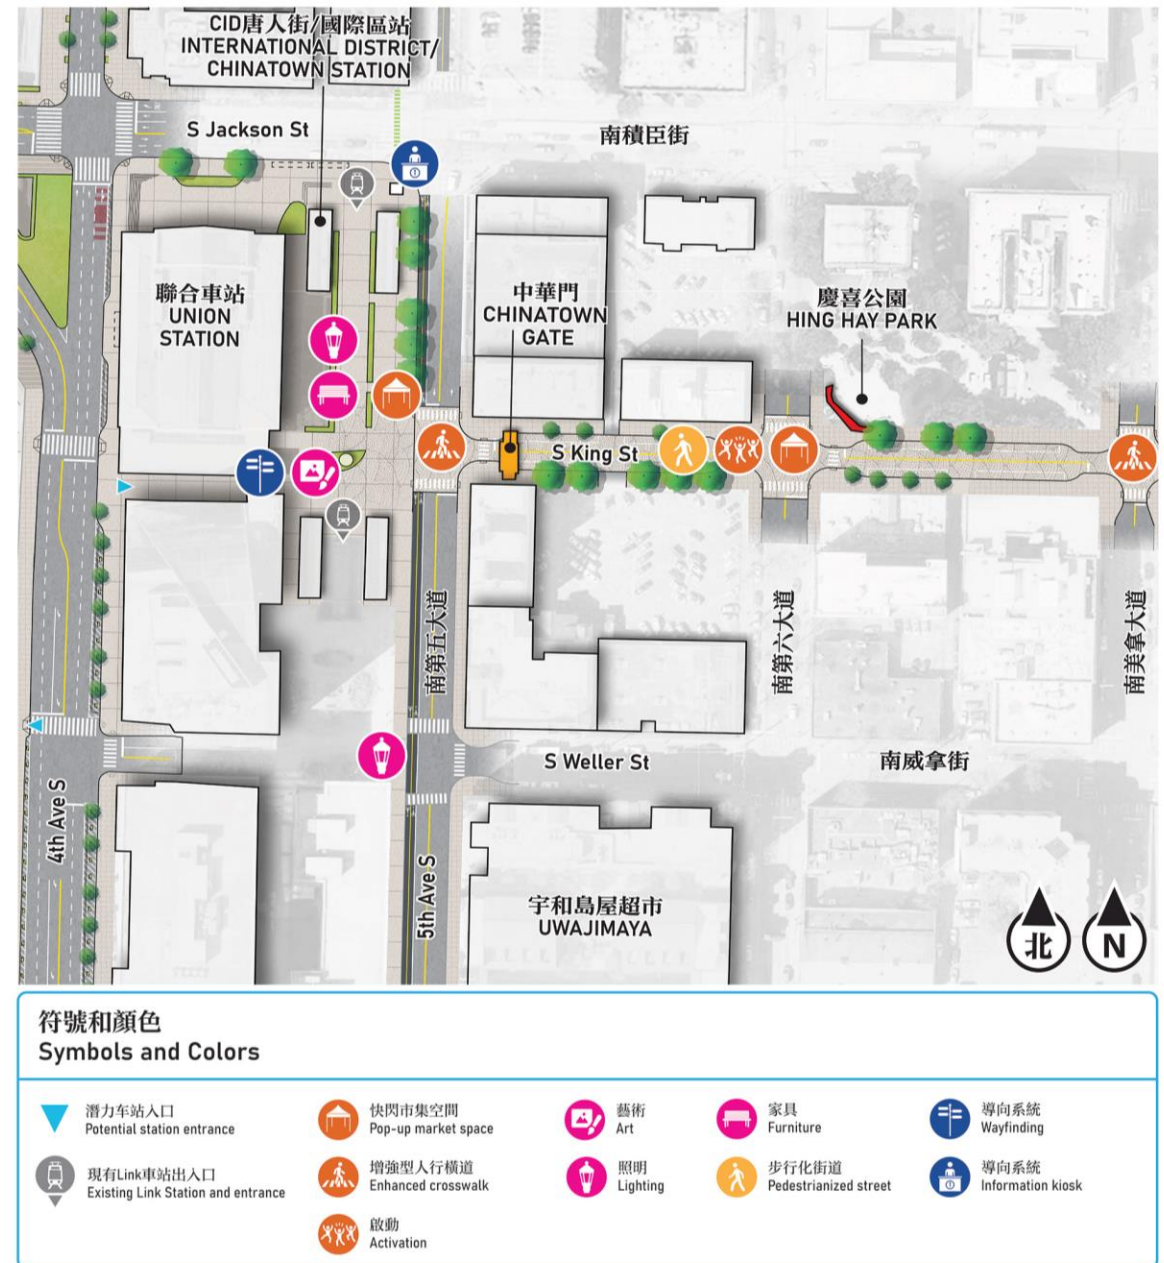 CID唐人街/國際區站
INTERNATIONAL DISTRICT/
CHINATOWN STATION
S Jackson St
南積臣街
聯合車站
UNION
STATION
中華門
CHINATOWN
GATE
慶喜公園
HING HAY PARK
S King St
南第五大道
南第六大道
南美拿大道
S Weller St
南威拿街
4th Ave S
5th Ave S
宇和島屋超市
UWAJIMAYA
北
N
符號和顏色
Symbols and Colors
潛力车站入口
Potential station entrance
現有Link車站出入口
Existing Link Station and entrance
快閃市集空間
Pop-up market space
增強型人行橫道
Enhanced crosswalk
啟動
Activation
藝術
Art
照明
Lighting
家具
Furniture
步行化街道
Pedestrianized street
導向系統
Wayfinding
導向系統
Information kiosk